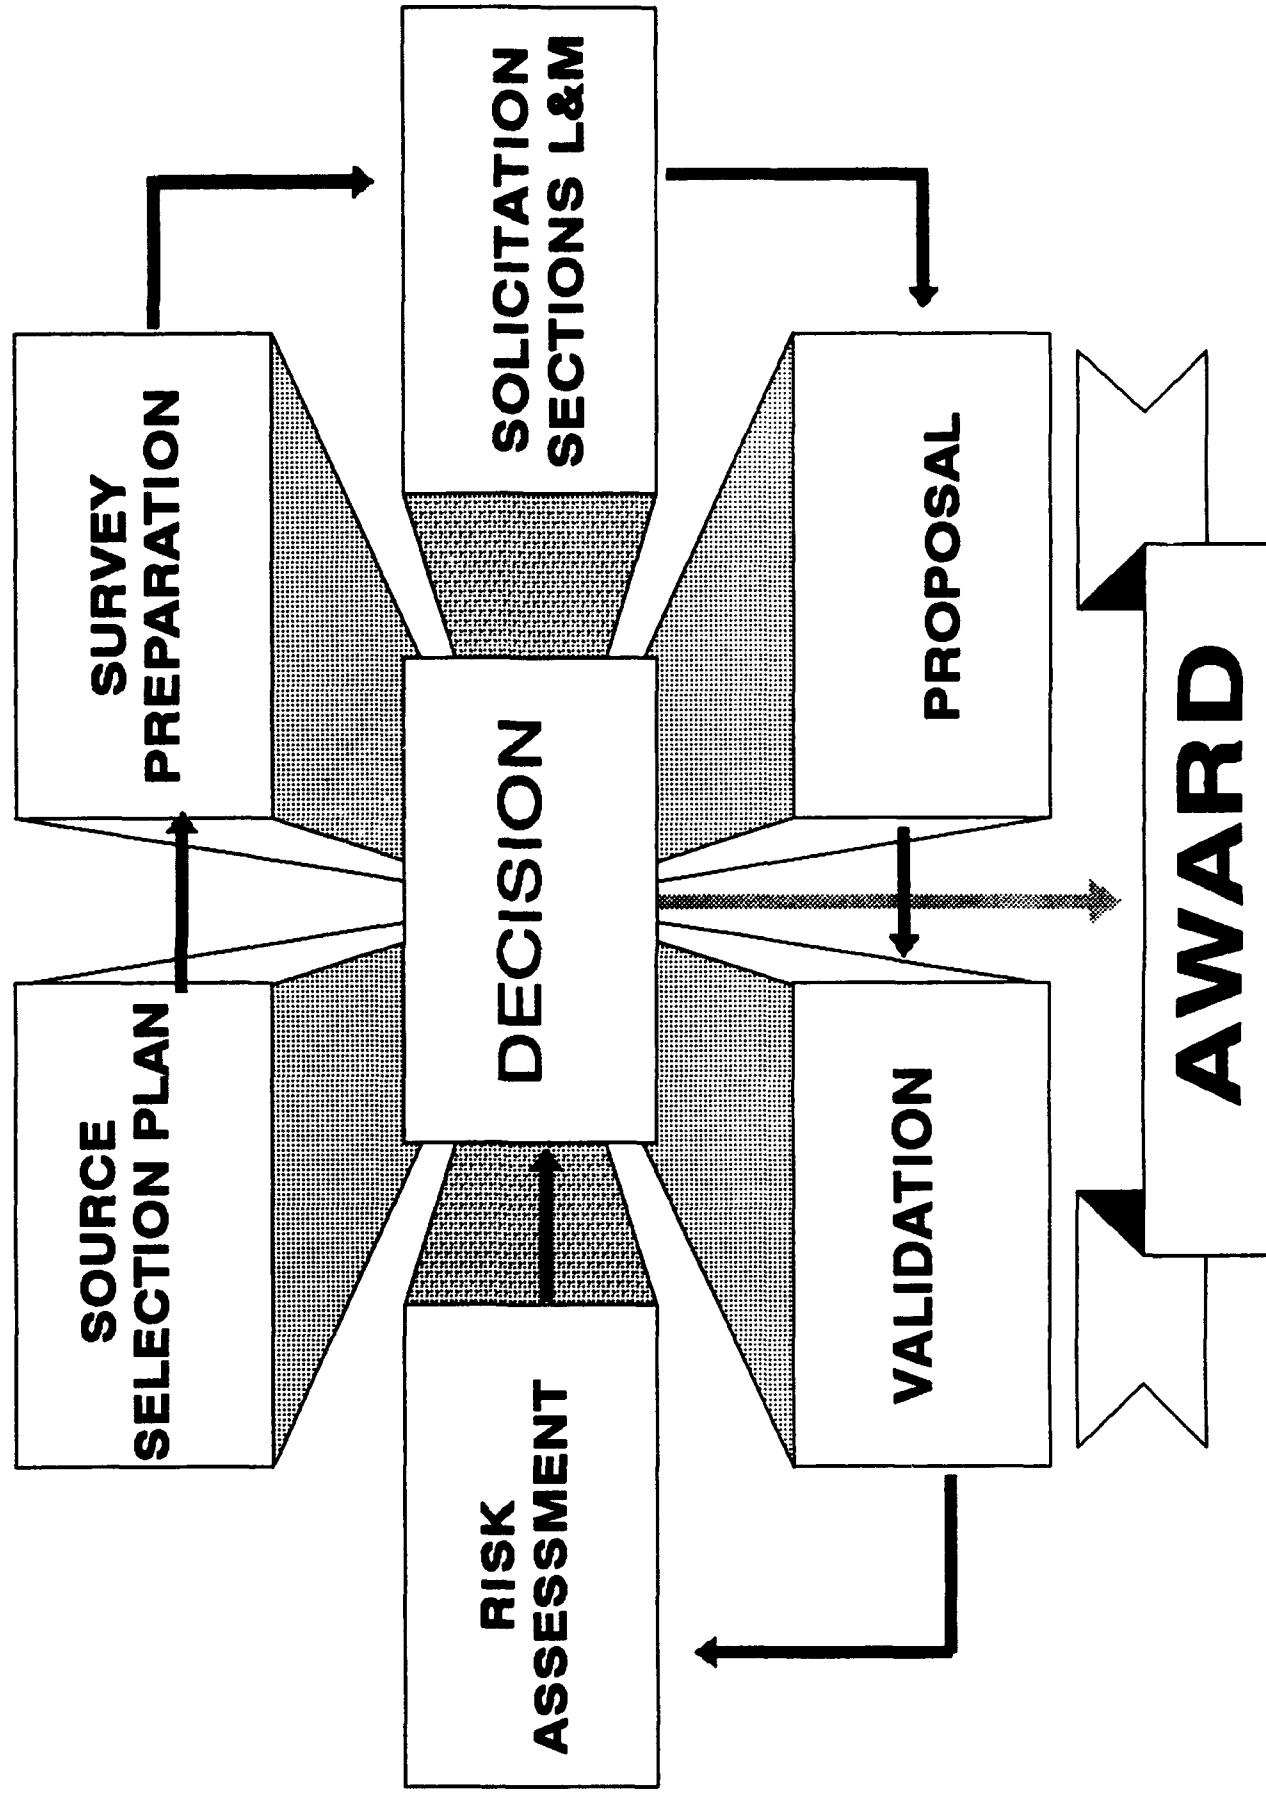 SOURCE
SELECTION PLAN
SURVEY
PREPARATION
RISK
ASSESSMENT
DECISION
SOLICITATION
SECTIONS L&M
VALIDATION
PROPOSAL
AWARD